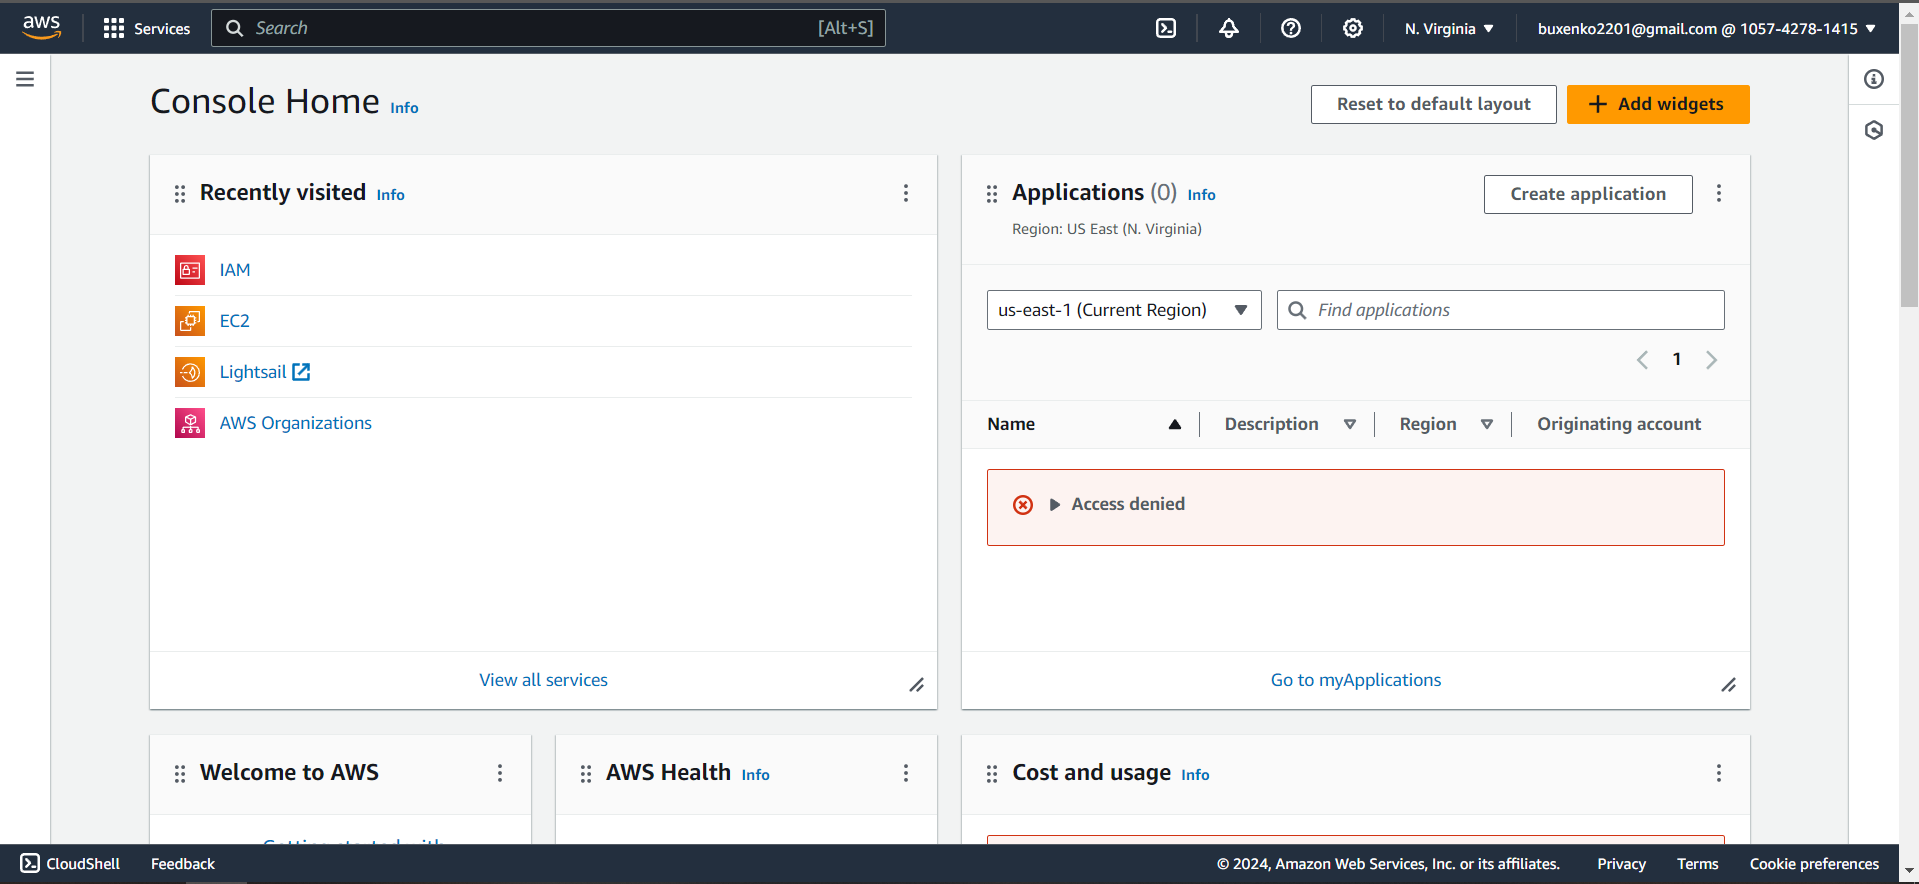 aws
Services
Search [Alt+S]
N. Virginia
buxenko2201@gmail.com @ 1057-4278-1415
Console Home Info
Reset to default layout
Add widgets
Recently visited Info
IAM
EC2
Lightsail
AWS Organizations
View all services
Applications (0) Info
Region: US East (N. Virginia)
Create application
us-east-1 (Current Region)
Find applications
1
Name Description Region Originating account
Access denied
Go to myApplications
Welcome to AWS
AWS Health Info
Cost and usage Info
Getting started with
CloudShell Feedback © 2024, Amazon Web Services, Inc. or its affiliates. Privacy Terms Cookie preferences